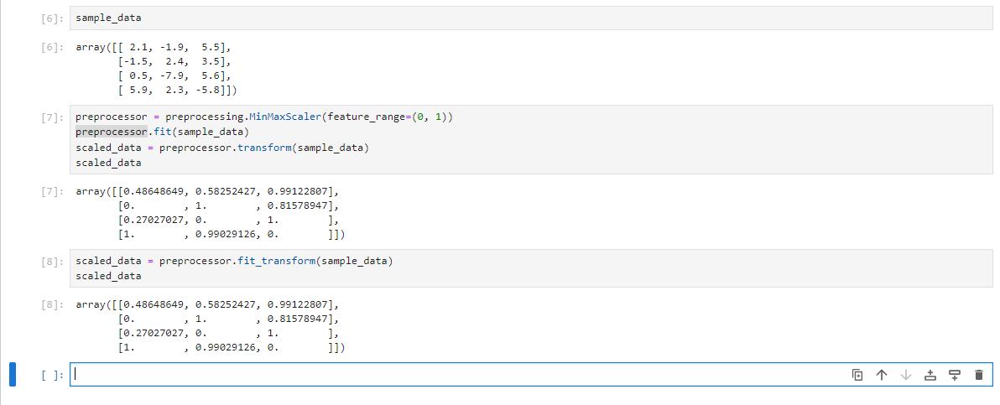 [6]: sample_data
[6]: array([[ 2.1, -1.9,  5.5],
       [-1.5,  2.4,  3.5],
       [ 0.5, -7.9,  5.6],
       [ 5.9,  2.3, -5.8]])
[7]: preprocessor = preprocessing.MinMaxScaler(feature_range=(0, 1))
preprocessor.fit(sample_data)
scaled_data = preprocessor.transform(sample_data)
scaled_data
[7]: array([[0.48648649, 0.58252427, 0.99122807],
       [0.        , 1.        , 0.81578947],
       [0.27027027, 0.        , 1.        ],
       [1.        , 0.99029126, 0.        ]])
[8]: scaled_data = preprocessor.fit_transform(sample_data)
scaled_data
[8]: array([[0.48648649, 0.58252427, 0.99122807],
       [0.        , 1.        , 0.81578947],
       [0.27027027, 0.        , 1.        ],
       [1.        , 0.99029126, 0.        ]])
[ ]: